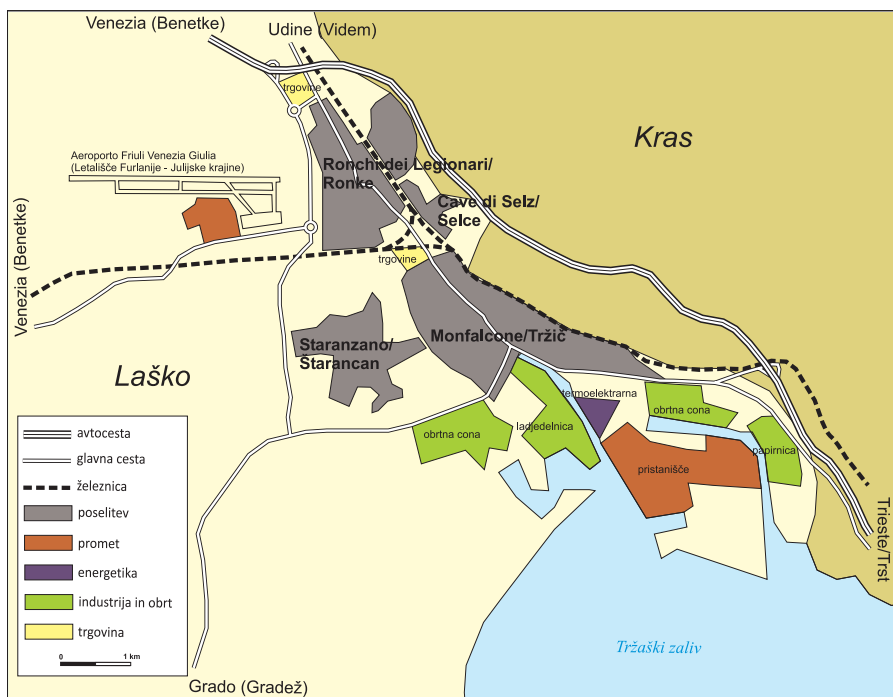 Venezia (Benetke)
Udine (Videm)
trgovine
Kras
Aeroporto Friuli Venezia Giulia
(Letališče Furlanije - Julijske krajine)
Ronchi dei Legionari/
Ronke
Cave di Selz/
Selce
trgovine
Venezia (Benetke)
Monfalcone/Tržič
Staranzano/
Štarancan
Laško
termoelektrarna
obrtna cona
ladjedelnica
obrtna cona
papirnica
pristanišče
avtocesta
glavna cesta
železnica
poselitev
promet
energetika
industrija in obrt
trgovina
0 1 km
Trieste/Trst
Tržaški zaliv
Grado (Gradež)